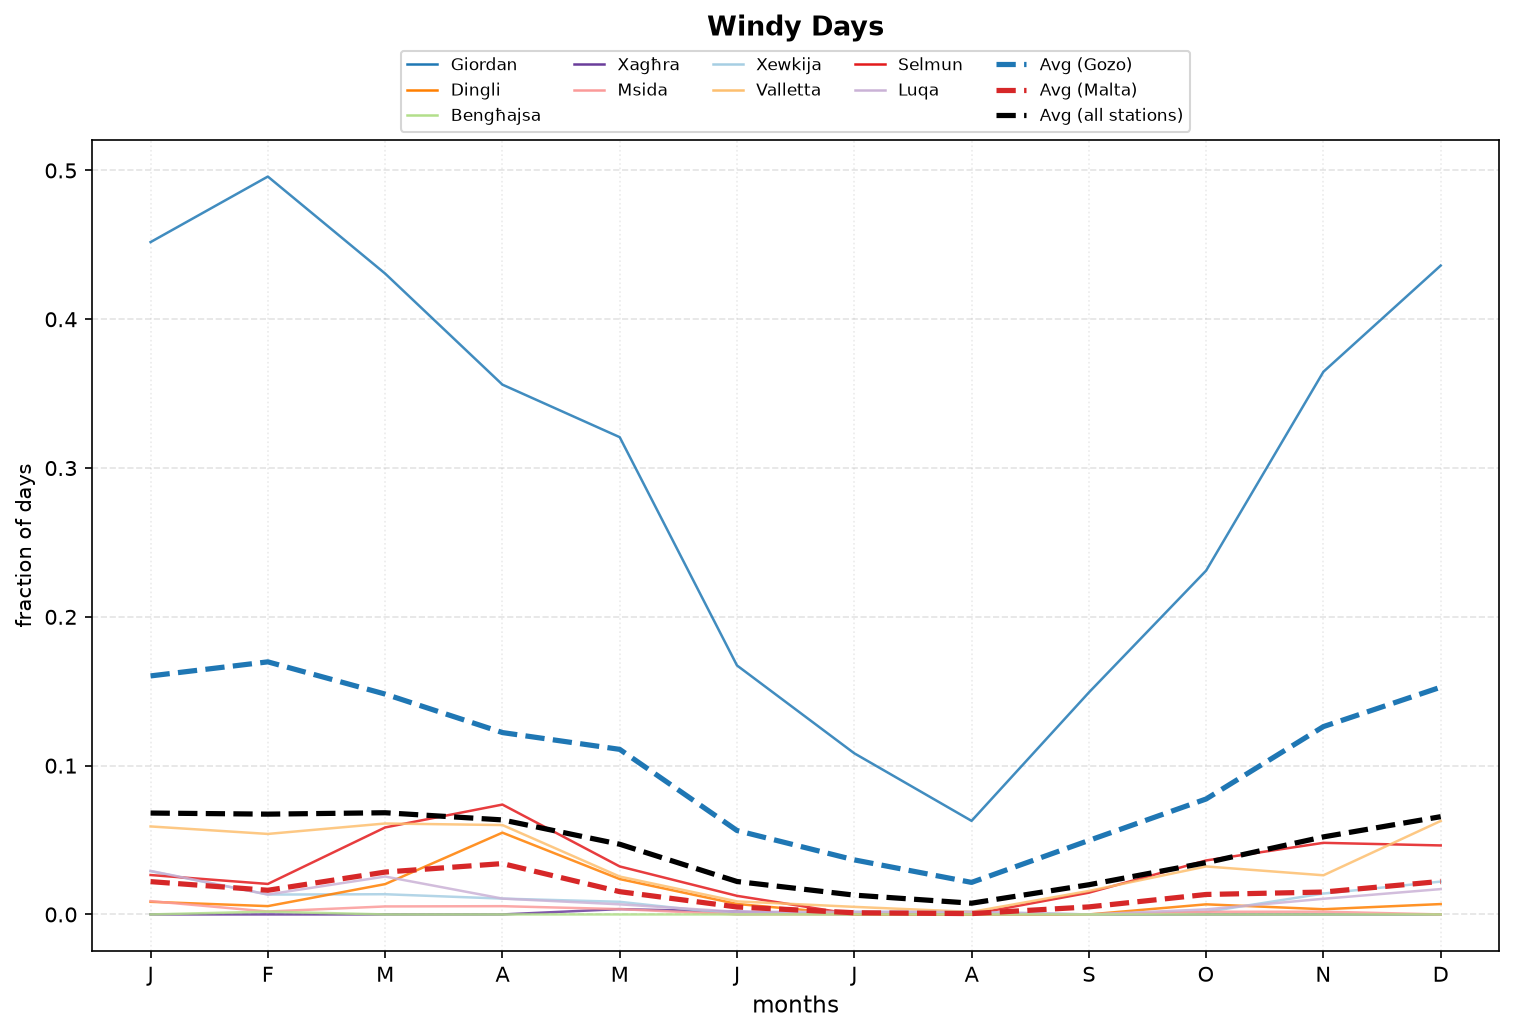 Windy Days
Giordan
Dingli
Bengħajsa
Xagħra
Msida
Xewkija
Valletta
Selmun
Luqa
Avg (Gozo)
Avg (Malta)
Avg (all stations)
fraction of days
0.5
0.4
0.3
0.2
0.1
0.0
J F M A M J J A S O N D
months